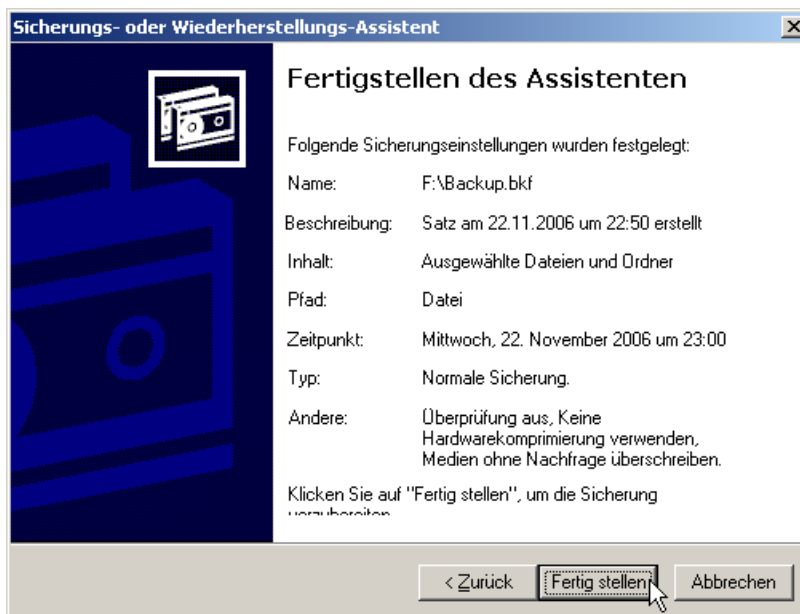 Sicherungs- oder Wiederherstellungs-Assistent
Fertigstellen des Assistenten
Folgende Sicherungseinstellungen wurden festgelegt:
Name: F:\Backup.bkf
Beschreibung: Satz am 22.11.2006 um 22:50 erstellt
Inhalt: Ausgewählte Dateien und Ordner
Pfad: Datei
Zeitpunkt: Mittwoch, 22. November 2006 um 23:00
Typ: Normale Sicherung.
Andere: Überprüfung aus, Keine
Hardwarekomprimierung verwenden,
Medien ohne Nachfrage überschreiben.
Klicken Sie auf "Fertig stellen", um die Sicherung
vorzubereiten
< Zurück Fertig stellen Abbrechen